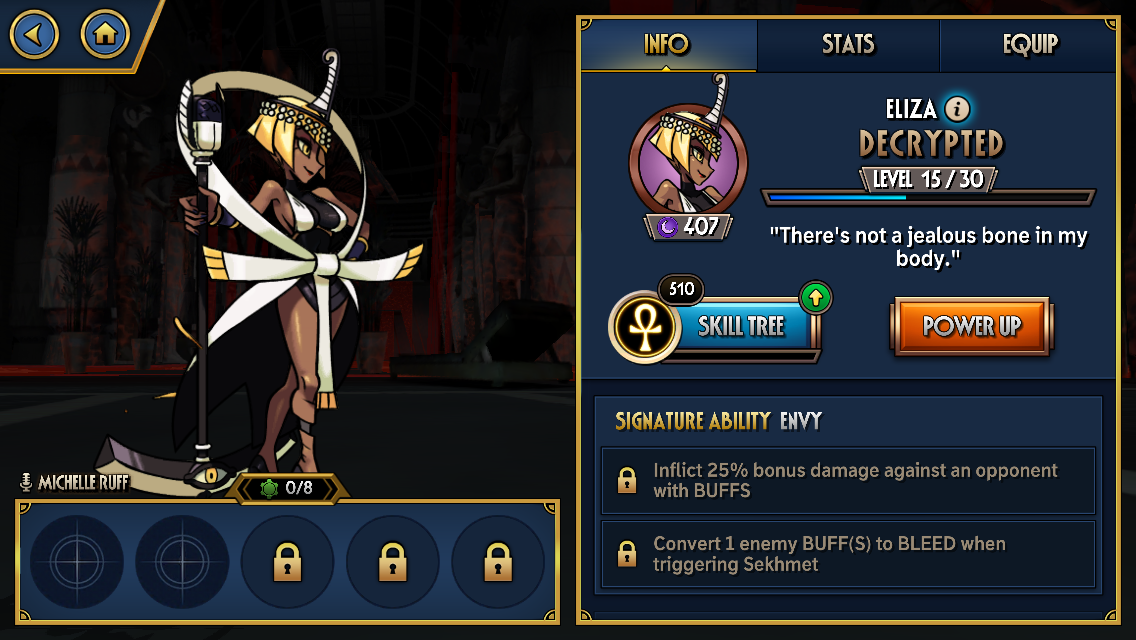 INFO
STATS
EQUIP
ELIZA i
DECRYPTED
LEVEL 15 / 30
407
"There's not a jealous bone in my
body."
510
SKILL TREE
POWER UP
SIGNATURE ABILITY ENVY
Inflict 25% bonus damage against an opponent
with BUFFS
Convert 1 enemy BUFF(S) to BLEED when
triggering Sekhmet
MICHELLE RUFF
0/8